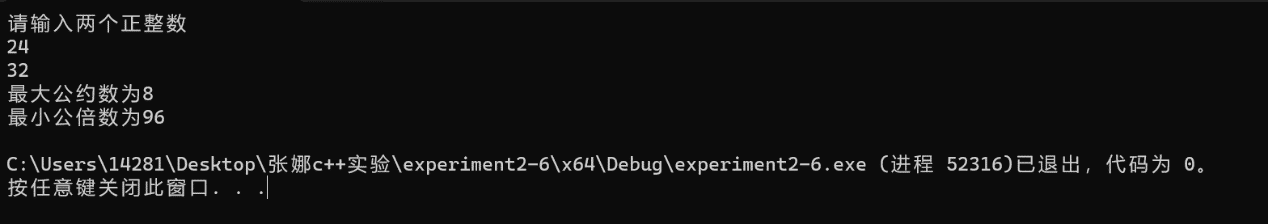 请输入两个正整数
24
32
最大公约数为8
最小公倍数为96
C:\Users\14281\Desktop\张娜c++实验\experiment2-6\x64\Debug\experiment2-6.exe (进程 52316)已退出，代码为 0。
按任意键关闭此窗口. . .